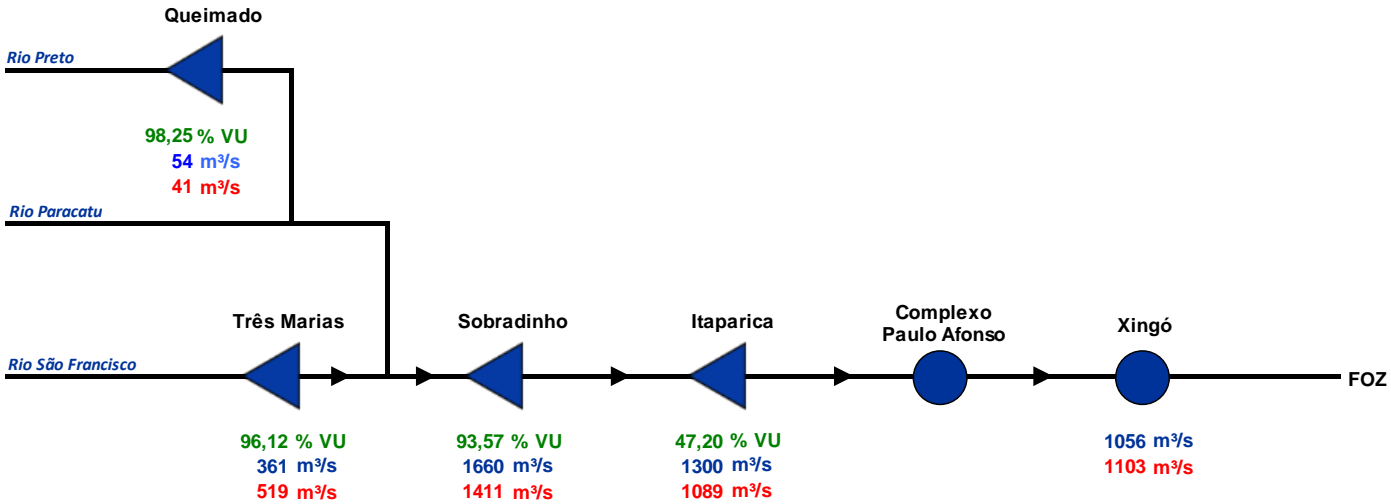 Queimado
Rio Preto
98,25 % VU
54 m³/s
41 m³/s
Rio Paracatu
Três Marias
Sobradinho
Itaparica
Complexo
Paulo Afonso
Xingó
Rio São Francisco
FOZ
96,12 % VU
361 m³/s
519 m³/s
93,57 % VU
1660 m³/s
1411 m³/s
47,20 % VU
1300 m³/s
1089 m³/s
1056 m³/s
1103 m³/s